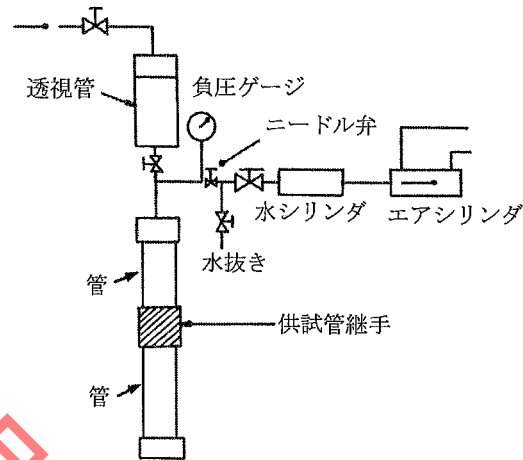 透視管
負圧ゲージ
ニードル弁
水シリンダ
エアシリンダ
水抜き
管
供試管継手
管